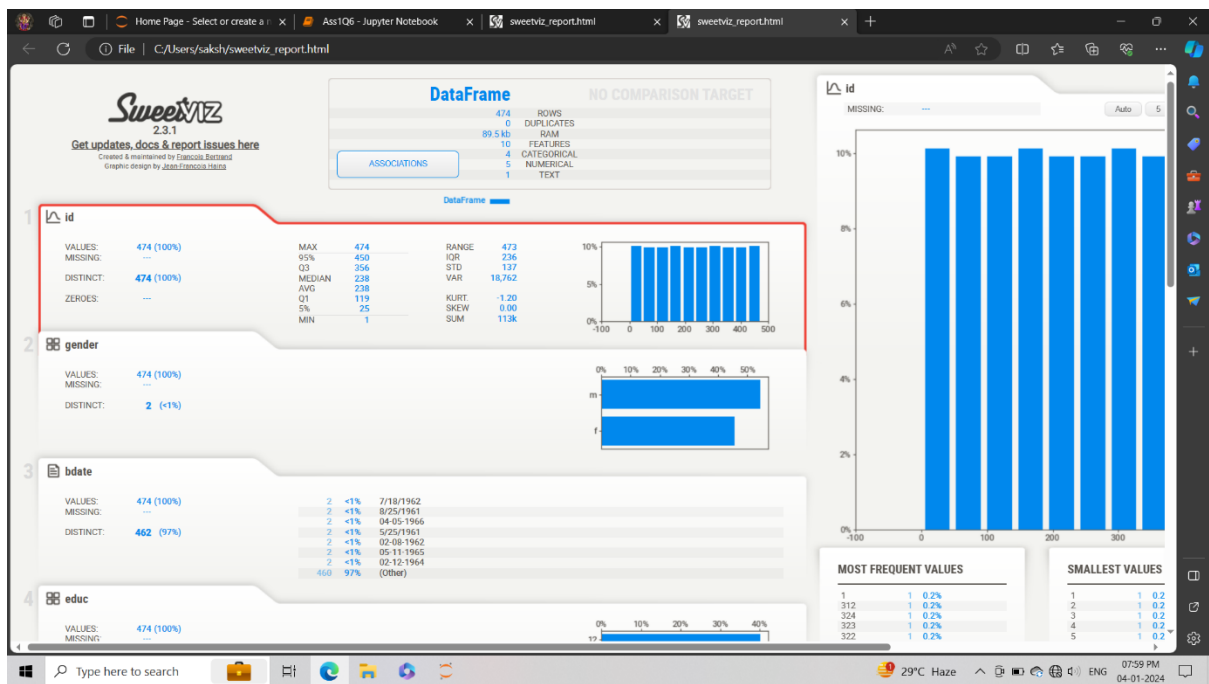 Home Page - Select or create a n
Ass1Q6 - Jupyter Notebook
sweetviz_report.html
sweetviz_report.html
File | C:/Users/saksh/sweetviz_report.html
SweetVIZ
2.3.1
Get updates, docs & report issues here
Created & maintained by Francois Bertrand
Graphic design by Jean-Francois Hains
DataFrame
NO COMPARISON TARGET
474 ROWS
0 DUPLICATES
89.5 kb RAM
10 FEATURES
4 CATEGORICAL
5 NUMERICAL
1 TEXT
ASSOCIATIONS
DataFrame
1 id
VALUES: 474 (100%)
MISSING: ---
DISTINCT: 474 (100%)
ZEROES: ---
MAX 474
95% 450
Q3 356
MEDIAN 238
AVG 238
Q1 119
5% 25
MIN 1
RANGE 473
IQR 236
STD 137
VAR 18,762
KURT. -1.20
SKEW 0.00
SUM 113k
10%
5%
0%
-100 0 100 200 300 400 500
2 gender
VALUES: 474 (100%)
MISSING: ---
DISTINCT: 2 (<1%)
0% 10% 20% 30% 40% 50%
m
f
3 bdate
VALUES: 474 (100%)
MISSING: ---
DISTINCT: 462 (97%)
2 <1% 7/18/1962
2 <1% 8/25/1961
2 <1% 04-05-1966
2 <1% 5/25/1961
2 <1% 02-08-1962
2 <1% 05-11-1965
2 <1% 02-12-1964
460 97% (Other)
4 educ
VALUES: 474 (100%)
MISSING:
0% 10% 20% 30% 40%
12
id
MISSING: ---
Auto 5
10%
8%
6%
4%
2%
0%
-100 0 100 200 300
MOST FREQUENT VALUES
1 1 0.2%
312 1 0.2%
324 1 0.2%
323 1 0.2%
322 1 0.2%
SMALLEST VALUES
1 1 0.2
2 1 0.2
3 1 0.2
4 1 0.2
5 1 0.2
Type here to search
29°C Haze
ENG
07:59 PM
04-01-2024